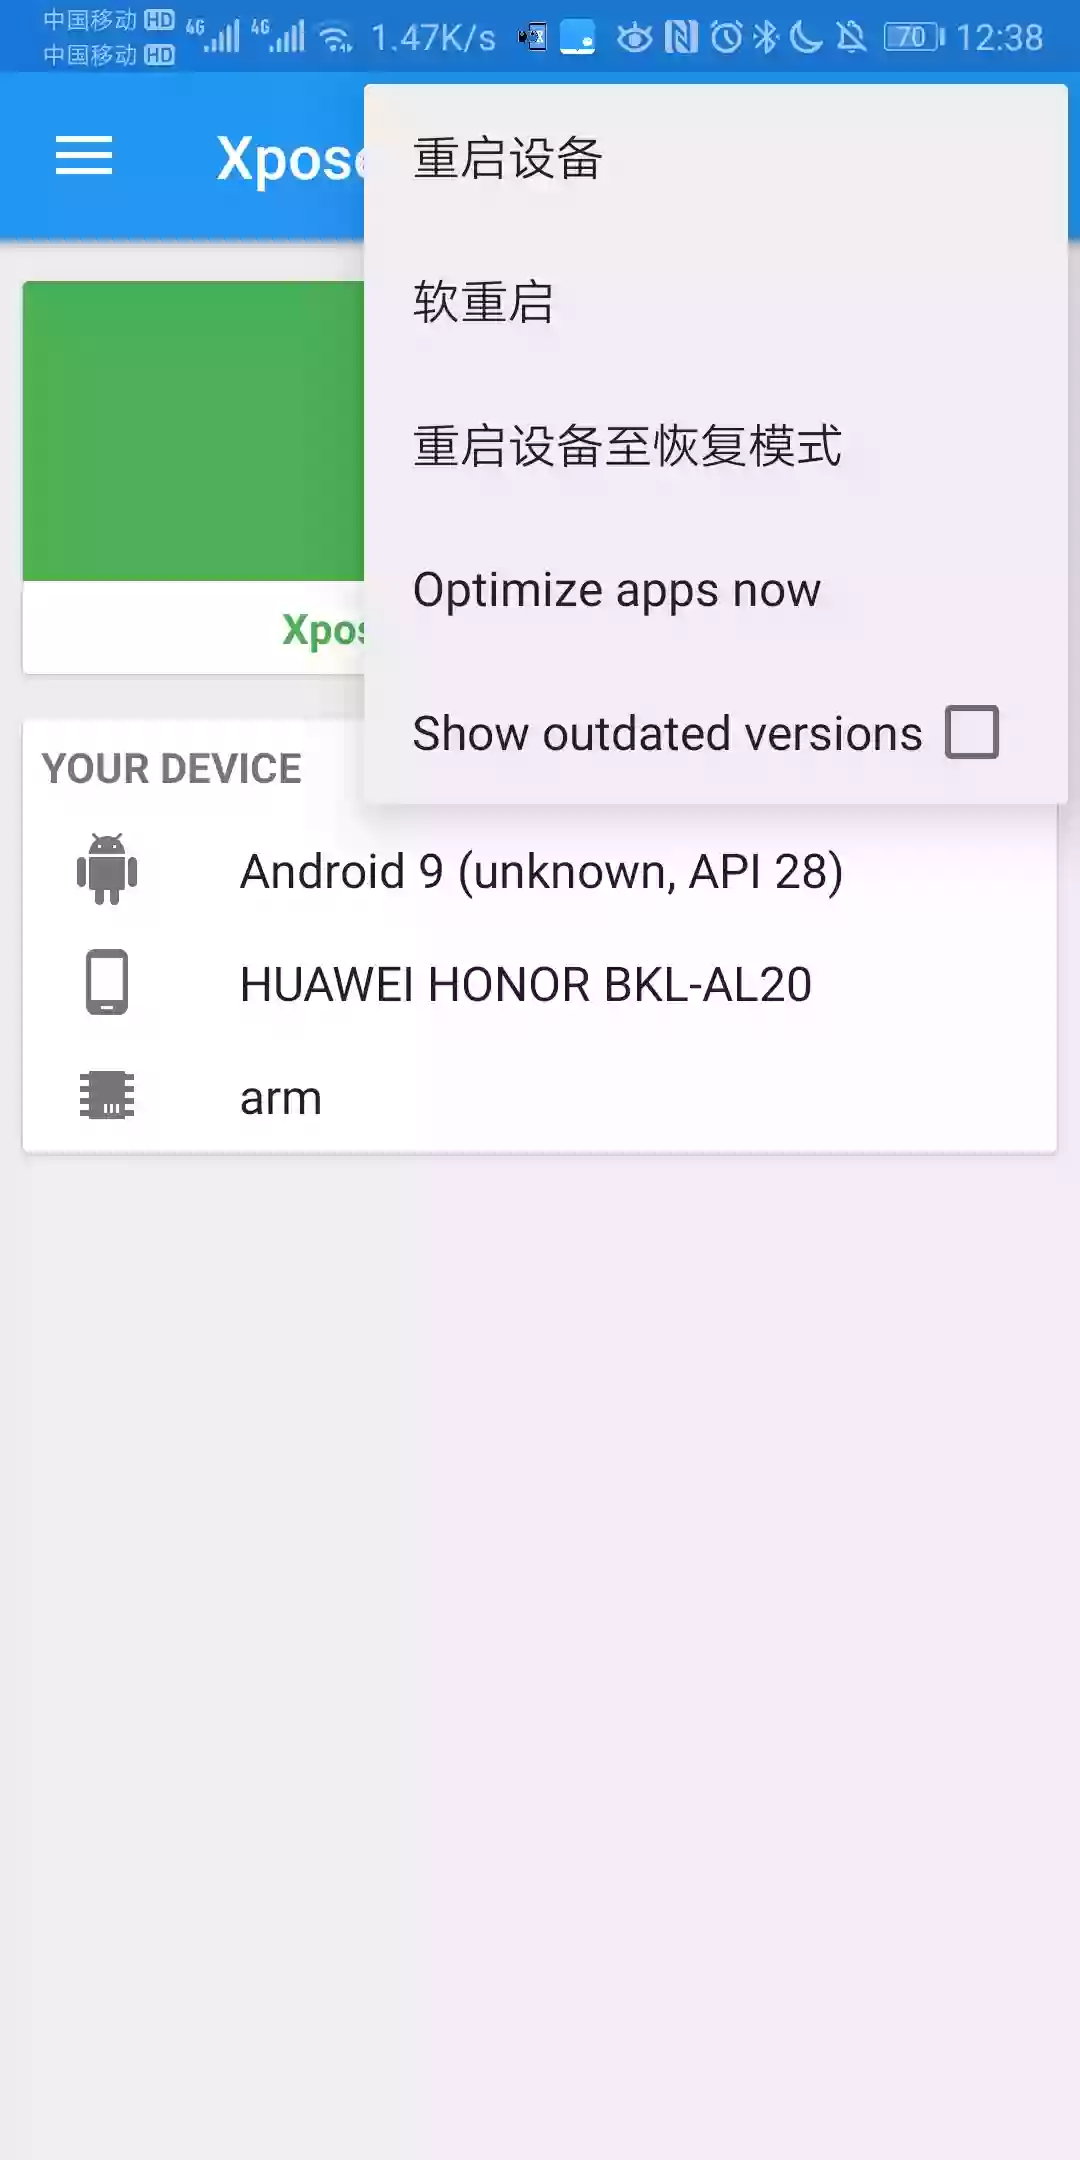 中国移动 HD 4G 4G 1.47K/s 70 12:38
中国移动 HD
Xpose
重启设备
软重启
重启设备至恢复模式
Optimize apps now
Xpos
Show outdated versions
YOUR DEVICE
Android 9 (unknown, API 28)
HUAWEI HONOR BKL-AL20
arm